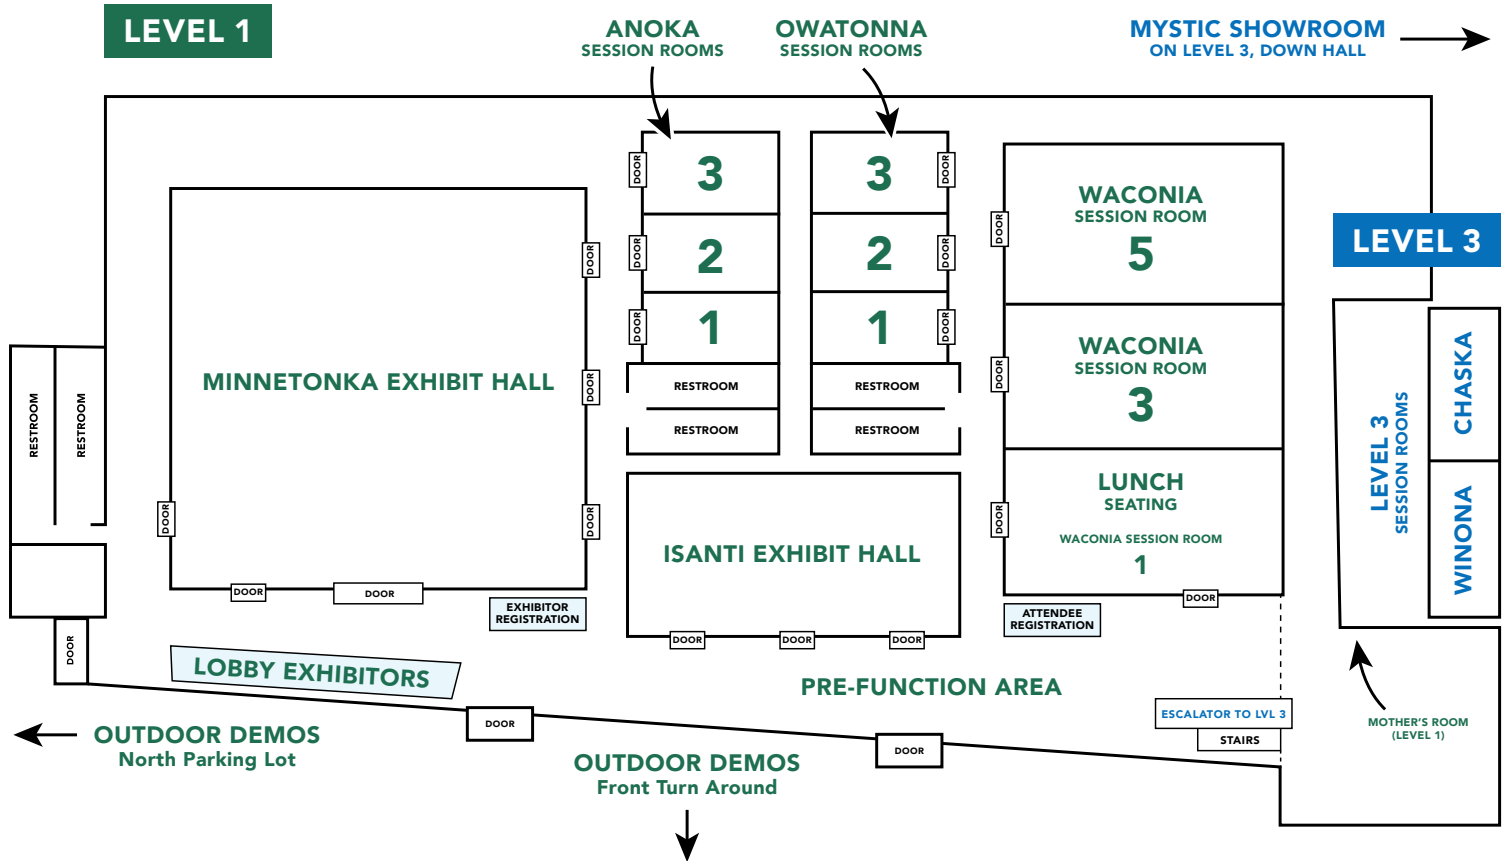 LEVEL 1
ANOKA
SESSION ROOMS
OWATONNA
SESSION ROOMS
MYSTIC SHOWROOM
ON LEVEL 3, DOWN HALL
DOOR
3
3
DOOR
WACONIA
SESSION ROOM
5
DOOR
LEVEL 3
DOOR
DOOR
2
2
DOOR
DOOR
1
1
DOOR
MINNETONKA EXHIBIT HALL
DOOR
RESTROOM
RESTROOM
RESTROOM
RESTROOM
WACONIA
SESSION ROOM
3
DOOR
CHASKA
LEVEL 3
SESSION ROOMS
WINONA
RESTROOM
RESTROOM
DOOR
DOOR
ISANTI EXHIBIT HALL
DOOR
LUNCH
SEATING
WACONIA SESSION ROOM
1
DOOR
DOOR
DOOR
EXHIBITOR
REGISTRATION
ATTENDEE
REGISTRATION
DOOR
DOOR
DOOR
DOOR
LOBBY EXHIBITORS
PRE-FUNCTION AREA
ESCALATOR TO LVL 3
STAIRS
MOTHER'S ROOM
(LEVEL 1)
DOOR
DOOR
OUTDOOR DEMOS
North Parking Lot
OUTDOOR DEMOS
Front Turn Around